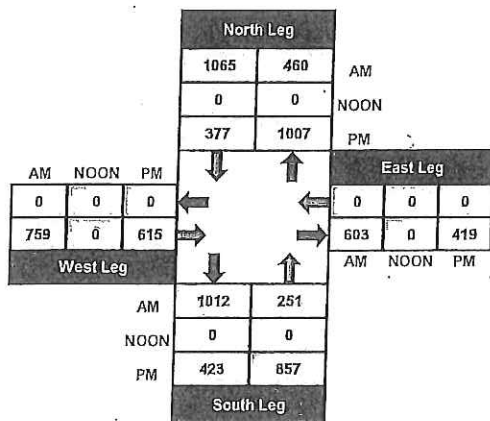 North Leg
1065 460 AM
0 0 NOON
377 1007 PM
AM NOON PM
East Leg
0 0 0
0 0 0
759 0 615
603 0 419
West Leg
AM NOON PM
AM 1012 251
NOON 0 0
PM 423 857
South Leg